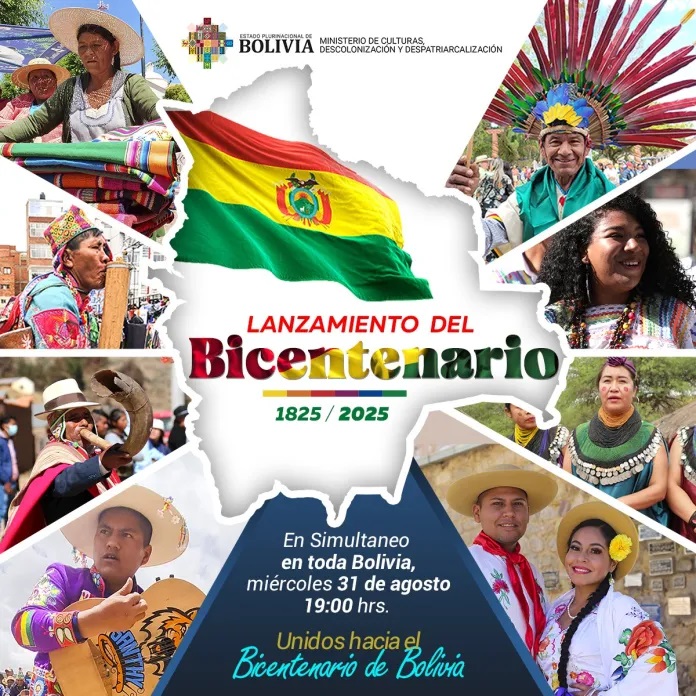 ESTADO PLURINACIONAL DE
BOLIVIA
MINISTERIO DE CULTURAS,
DESCOLONIZACIÓN Y DESPATRIARCALIZACIÓN
LANZAMIENTO DEL
Bicentenario
1825 / 2025
En Simultaneo
en toda Bolivia,
miércoles 31 de agosto
19:00 hrs.
Unidos hacia el
Bicentenario de Bolivia